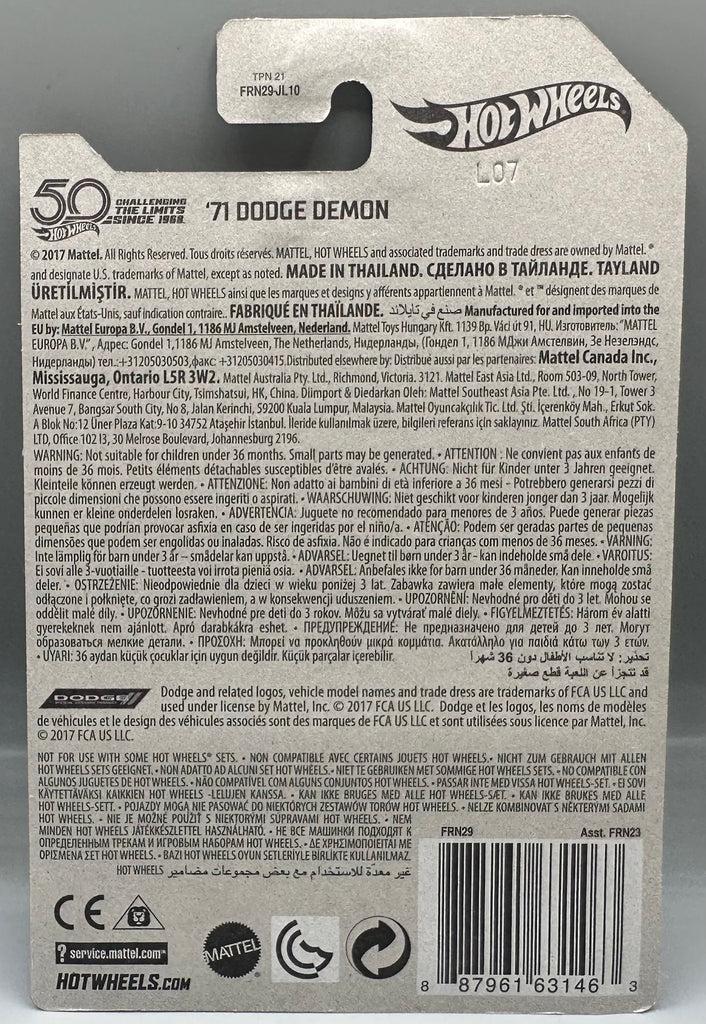 TPN 21
FRN29-JL10
HOT WHEELS
L07
50 CHALLENGING
THE LIMITS
SINCE 1968
HOT WHEELS
'71 DODGE DEMON
© 2017 Mattel. All Rights Reserved. Tous droits réservés. MATTEL, HOT WHEELS and associated trademarks and trade dress are owned by Mattel. ®
and designate U.S. trademarks of Mattel, except as noted. MADE IN THAILAND. СДЕЛАНО В ТАЙЛАНДЕ. TAYLAND
ÜRETİLMİŞTİR. MATTEL, HOT WHEELS ainsi que les marques et designs y afférents appartiennent à Mattel. ® et ™ désignent des marques de
Mattel aux États-Unis, sauf indication contraire. FABRIQUÉ EN THAÏLANDE. صنع في تايلاند. Manufactured for and imported into the
EU by: Mattel Europa B.V., Gondel 1, 1186 MJ Amstelveen, Nederland. Mattel Toys Hungary Kft. 1139 Bp. Váci út 91, HU. Изготовитель: "MATTEL
EUROPA B.V.", Адрес: Gondel 1,1186 MJ Amstelveen, The Netherlands, Нидерланды, (Гондел 1, 1186 МДжи Амстелвин, Зе Незелэндс,
Нидерланды) тел.:+31205030503,факс: +31205030415.Distributed elsewhere by: Distribué aussi par les partenaires: Mattel Canada Inc.,
Mississauga, Ontario L5R 3W2. Mattel Australia Pty. Ltd., Richmond, Victoria. 3121. Mattel East Asia Ltd., Room 503-09, North Tower,
World Finance Centre, Harbour City, Tsimshatsui, HK, China. Diimport & Diedarkan Oleh: Mattel Southeast Asia Pte. Ltd., No 19-1, Tower 3
Avenue 7, Bangsar South City, No 8, Jalan Kerinchi, 59200 Kuala Lumpur, Malaysia. Mattel Oyuncakçılık Tic. Ltd. Şti. İçerenköy Mah., Erkut Sok.
A Blok No:12 Üner Plaza Kat:9-10 34752 Ataşehir İstanbul. İleride kullanılmak üzere, bilgileri referans için saklayınız. Mattel South Africa (PTY)
LTD, Office 102 I3, 30 Melrose Boulevard, Johannesburg 2196.
WARNING: Not suitable for children under 36 months. Small parts may be generated. • ATTENTION : Ne convient pas aux enfants de
moins de 36 mois. Petits éléments détachables susceptibles d'être avalés. • ACHTUNG: Nicht für Kinder unter 3 Jahren geeignet.
Kleinteile können erzeugt werden. • ATTENZIONE: Non adatto ai bambini di età inferiore a 36 mesi - Potrebbero generarsi pezzi di
piccole dimensioni che possono essere ingeriti o aspirati. • WAARSCHUWING: Niet geschikt voor kinderen jonger dan 3 jaar. Mogelijk
kunnen er kleine onderdelen losraken. • ADVERTENCIA: Juguete no recomendado para menores de 3 años. Puede generar piezas
pequeñas que podrían provocar asfixia en caso de ser ingeridas por el niño/a. • ATENÇÃO: Podem ser geradas partes de pequenas
dimensões que podem ser engolidas ou inaladas. Risco de asfixia. Não é indicado para crianças com menos de 36 meses. • VARNING:
Inte lämplig för barn under 3 år – smådelar kan uppstå. • ADVARSEL: Uegnet til børn under 3 år - kan indeholde små dele. • VAROITUS:
Ei sovi alle 3-vuotiaille - tuotteesta voi irrota pieniä osia. • ADVARSEL: Anbefales ikke for barn under 36 måneder. Kan inneholde små
deler. • OSTRZEŻENIE: Nieodpowiednie dla dzieci w wieku poniżej 3 lat. Zabawka zawiera małe elementy, które mogą zostać
odłączone i połknięte, co grozi zadławieniem, a w konsekwencji uduszeniem. • UPOZORNĚNÍ: Nevhodné pro děti do 3 let. Mohou se
oddělit malé díly. • UPOZORNENIE: Nevhodné pre deti do 3 rokov. Môžu sa vytvárať malé diely. • FIGYELMEZTETÉS: Három év alatti
gyerekeknek nem ajánlott. Apró darabkákra eshet. • ПРЕДУПРЕЖДЕНИЕ: Не предназначено для детей до 3 лет. Могут
образоваться мелкие детали. • ΠΡΟΣΟΧΗ: Μπορεί να προκληθούν μικρά κομμάτια. Ακατάλληλο για παιδιά κάτω των 3 ετών.
• UYARI: 36 aydan küçük çocuklar için uygun değildir. Küçük parçalar içerebilir. تحذير: لا تناسب الأطفال دون 36 شهراً
قد تتجزأ عن اللعبة قطع صغيرة
DODGE
Dodge and related logos, vehicle model names and trade dress are trademarks of FCA US LLC and
used under license by Mattel, Inc. © 2017 FCA US LLC. Dodge et les logos, les noms de modèles
de véhicules et le design des véhicules associés sont des marques de FCA US LLC et sont utilisées sous licence par Mattel, Inc.
© 2017 FCA US LLC.
NOT FOR USE WITH SOME HOT WHEELS® SETS. • NON COMPATIBLE AVEC CERTAINS JOUETS HOT WHEELS.• NICHT ZUM GEBRAUCH MIT ALLEN
HOT WHEELS SETS GEEIGNET. • NON ADATTO AD ALCUNI SET HOT WHEELS. • NIET TE GEBRUIKEN MET SOMMIGE HOT WHEELS SETS. • NO COMPATIBLE CON
ALGUNOS JUGUETES DE HOT WHEELS. • NÃO COMPATÍVEL COM ALGUNS CONJUNTOS HOT WHEELS. • PASSAR INTE MED VISSA HOT WHEELS-SET. • EI SOVI
KÄYTETTÄVÄKSI KAIKKIEN HOT WHEELS -LELUJEN KANSSA. • KAN IKKE BRUGES MED ALLE HOT WHEELS-SÆT. • KAN IKKE BRUKES MED ALLE
HOT WHEELS-SETT. • POJAZDY MOGĄ NIE PASOWAĆ DO NIEKTÓRYCH ZESTAWÓW TORÓW HOT WHEELS. • NELZE KOMBINOVAT S NĚKTERÝMI SADAMI
HOT WHEELS. • NIE JE MOŽNÉ POUŽIŤ S NIEKTORÝMI SÚPRAVAMI HOT WHEELS. • NEM
MINDEN HOT WHEELS JÁTÉKKÉSZLETTEL HASZNÁLHATÓ. • НЕ ВСЕ МАШИНКИ ПОДХОДЯТ К
ОПРЕДЕЛЕННЫМ ТРЕКАМ И ИГРОВЫМ НАБОРАМ HOT WHEELS. • ΔΕ ΧΡΗΣΙΜΟΠΟΙΕΙΤΑΙ ΜΕ
ΟΡΙΣΜΕΝΑ ΣΕΤ HOT WHEELS. • BAZI HOT WHEELS OYUN SETLERİYLE BİRLİKTE KULLANILMAZ.
غير معدّة للاستخدام مع بعض مجموعات مضامير HOT WHEELS
FRN29 Asst. FRN23
CE
? service.mattel.com™
MATTEL
HOTWHEELS.COM
8 87961 63146 3